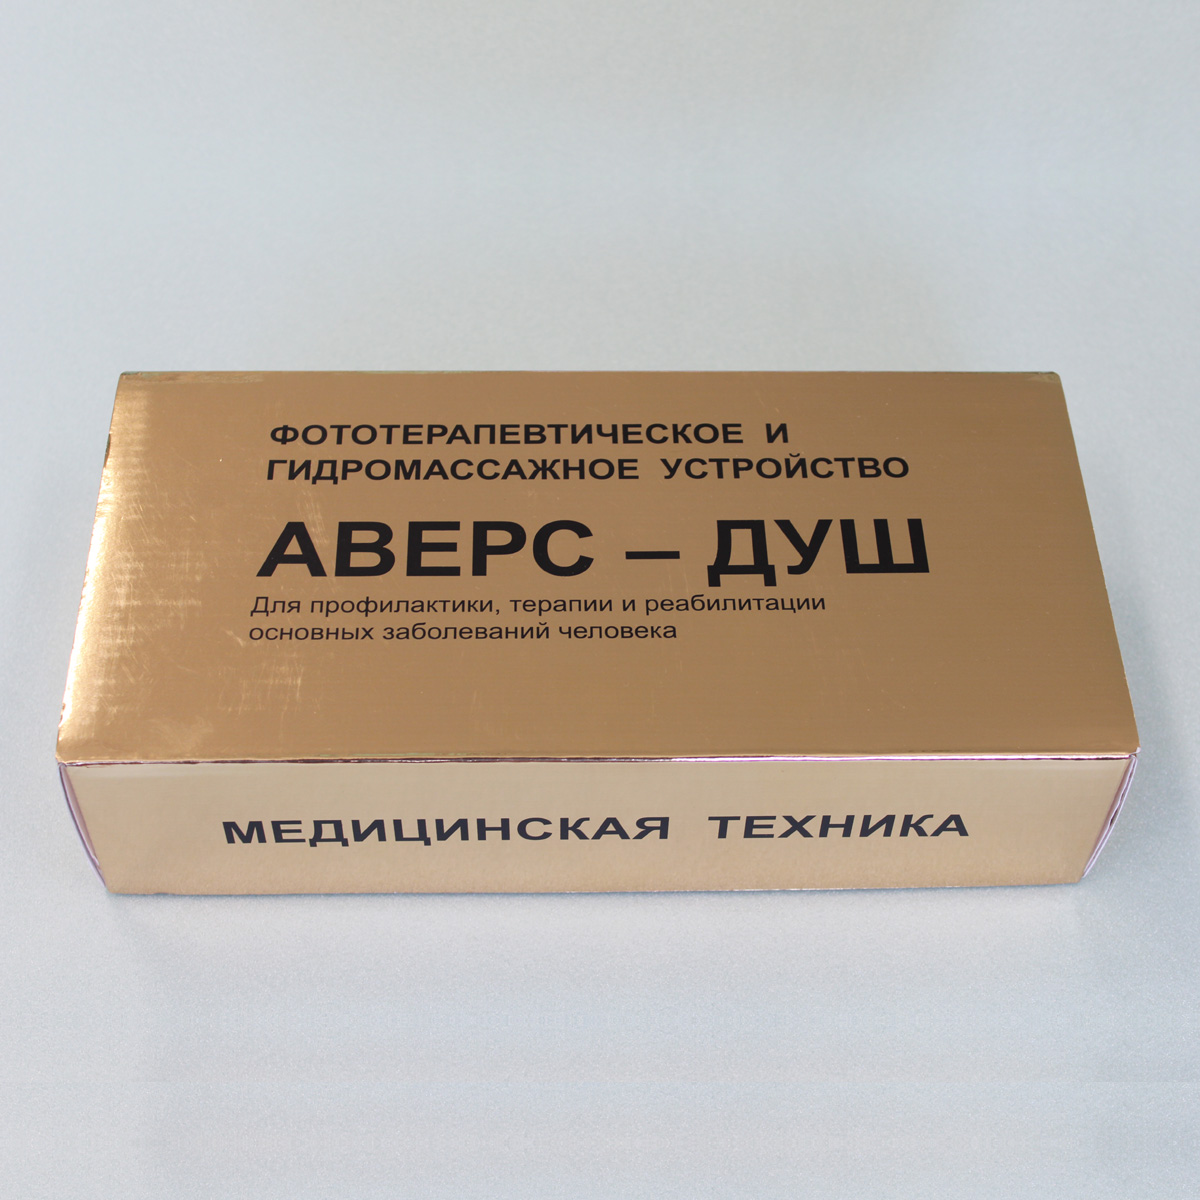 ФОТОТЕРАПЕВТИЧЕСКОЕ И
ГИДРОМАССАЖНОЕ УСТРОЙСТВО
АВЕРС – ДУШ
Для профилактики, терапии и реабилитации
основных заболеваний человека
МЕДИЦИНСКАЯ ТЕХНИКА